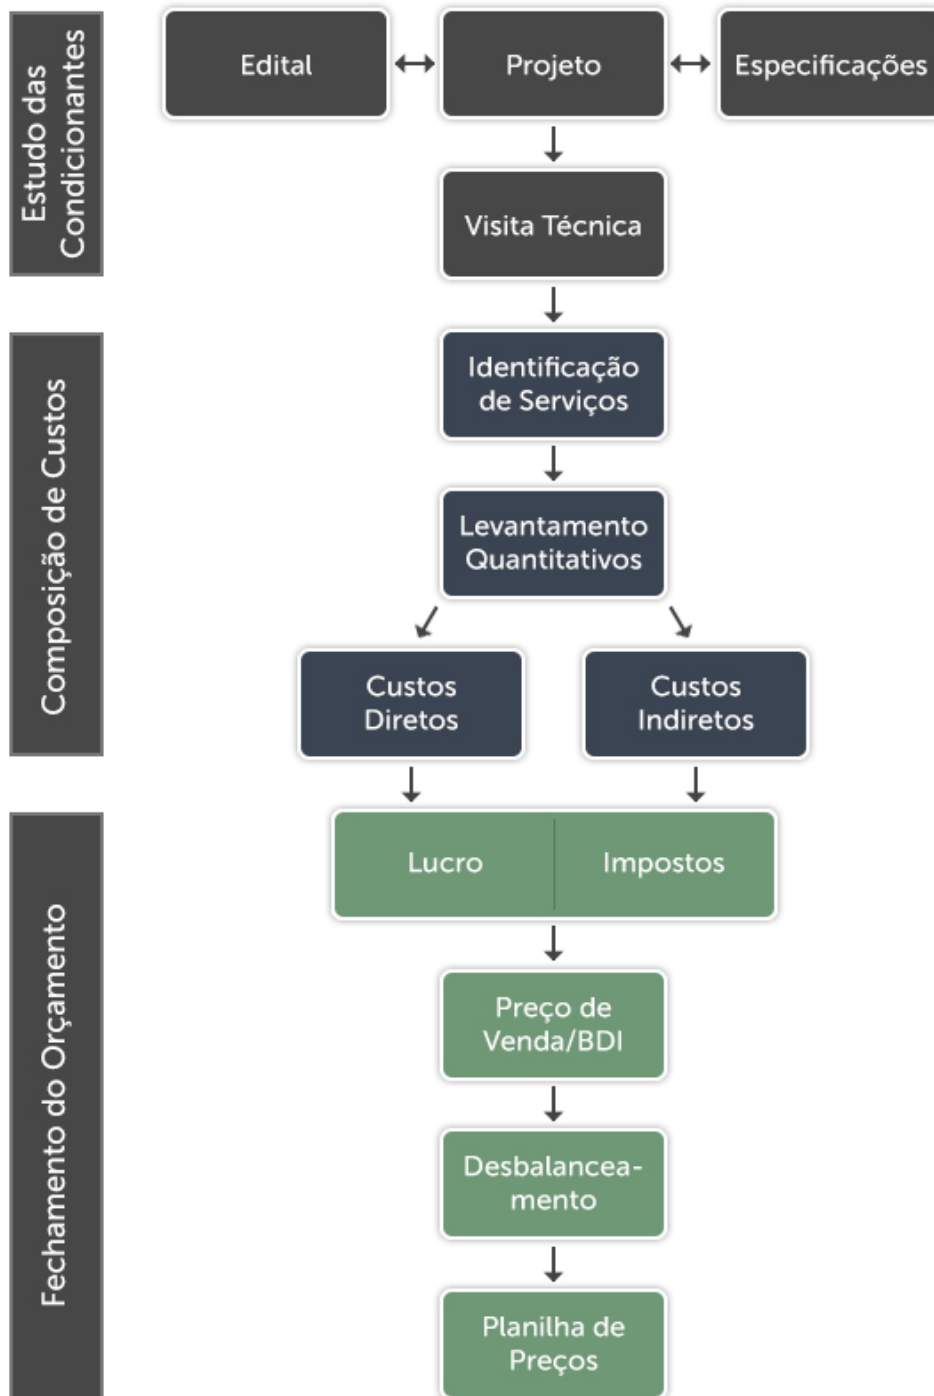 Estudo das
Condicionantes
Edital
Projeto
Especificações
Visita Técnica
Composição de Custos
Identificação
de Serviços
Levantamento
Quantitativos
Custos
Diretos
Custos
Indiretos
Fechamento do Orçamento
Lucro
Impostos
Preço de
Venda/BDI
Desbalancea-
mento
Planilha de
Preços